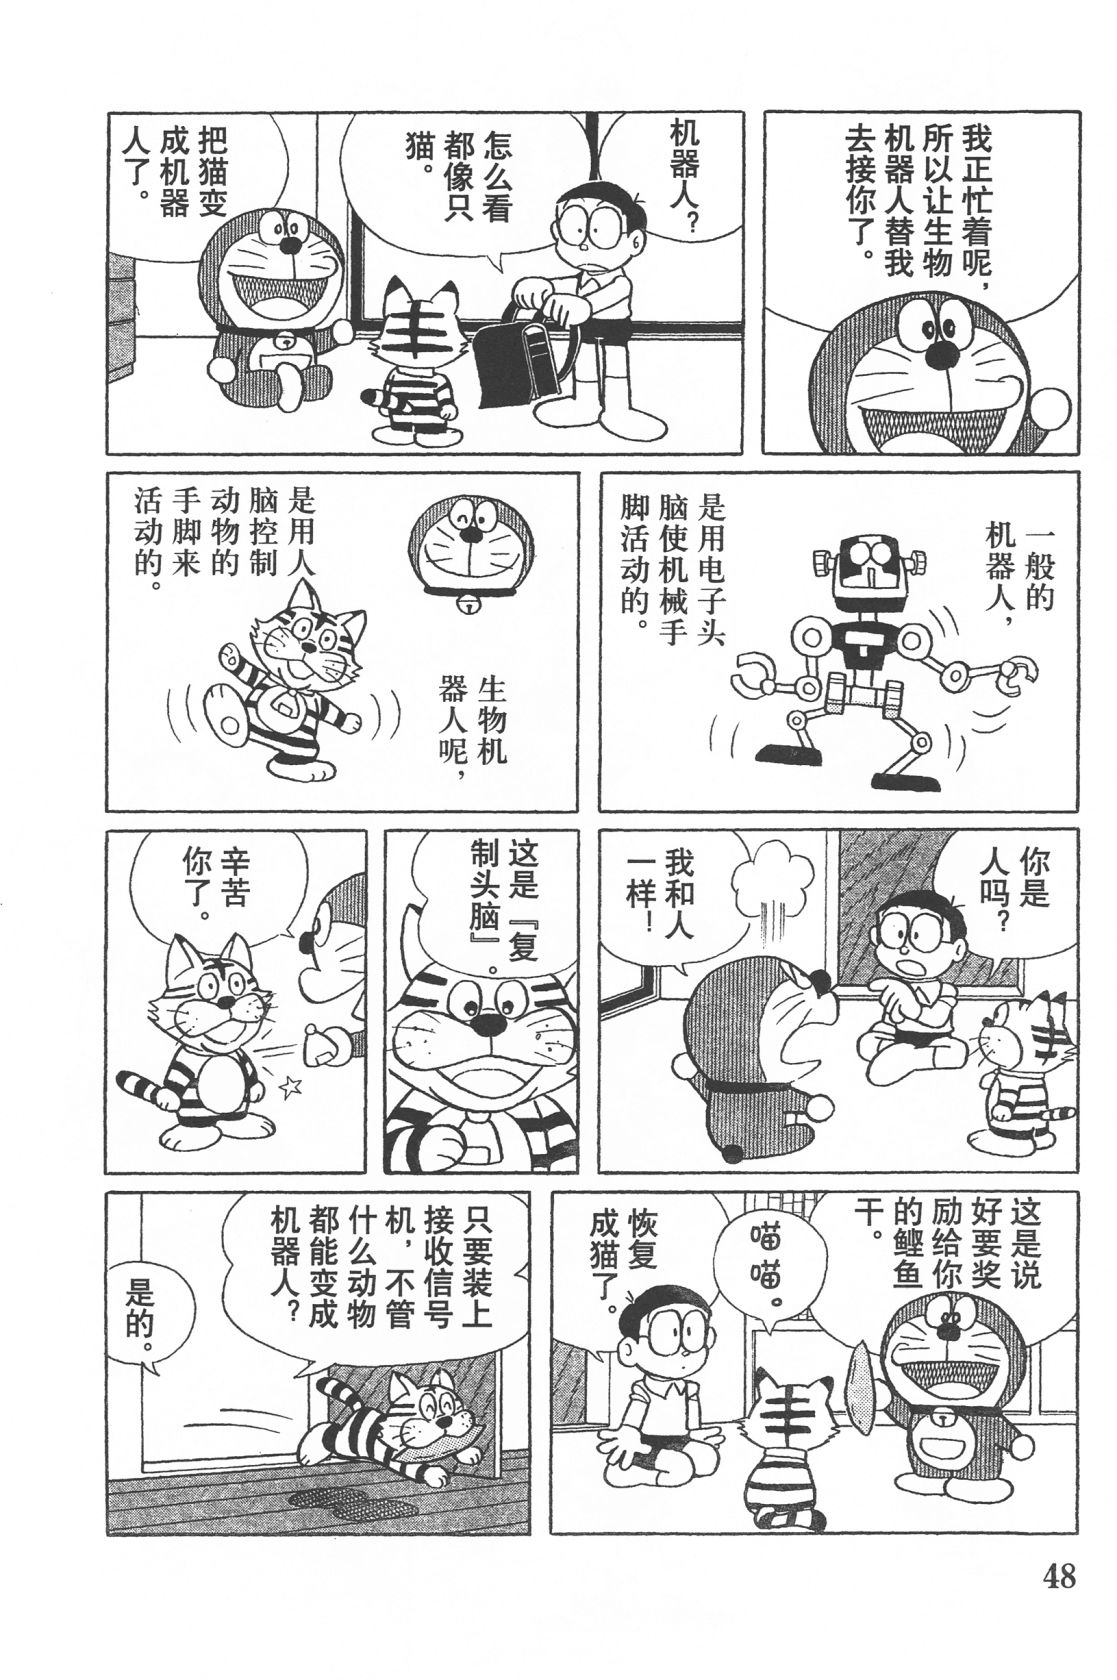 我正忙着呢，
所以让生物
机器人替我
去接你了。
机器人？
怎么看
都像只
猫。
把猫变
成机器
人了。
一般的
机器人，
是用电子头
脑使机械手
脚活动的。
生物机
器人呢，
是用人
脑控制
动物的
手脚来
活动的。
你是
人吗？
我和人
一样！
这是『复
制头脑』。
辛苦
你了。
这是说
好要奖
励给你
的鲣鱼
干。
喵
喵。
恢复
成猫了。
只要装上
接收信号
机，不管
什么动物
都能变成
机器人？
是的。
48